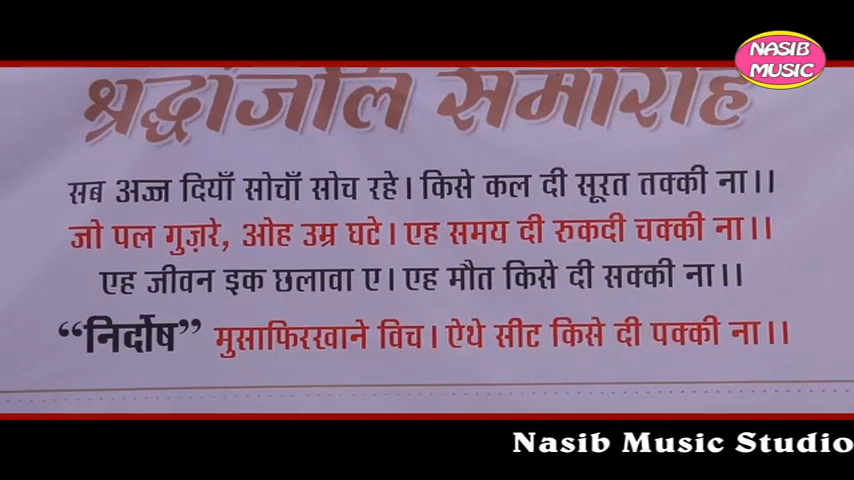 NASIB
MUSIC
श्रद्धांजलि समारोह
सब अज्ज दियाँ सोचाँ सोच रहे। किसे कल दी सूरत तक्की ना।।
जो पल गुज़रे, ओह उम्र घटे। एह समय दी रुकदी चक्की ना।।
एह जीवन इक छलावा ए। एह मौत किसे दी सक्की ना।।
“निर्दोष” मुसाफिरखाने विच। ऐथे सीट किसे दी पक्की ना।।
Nasib Music Studio